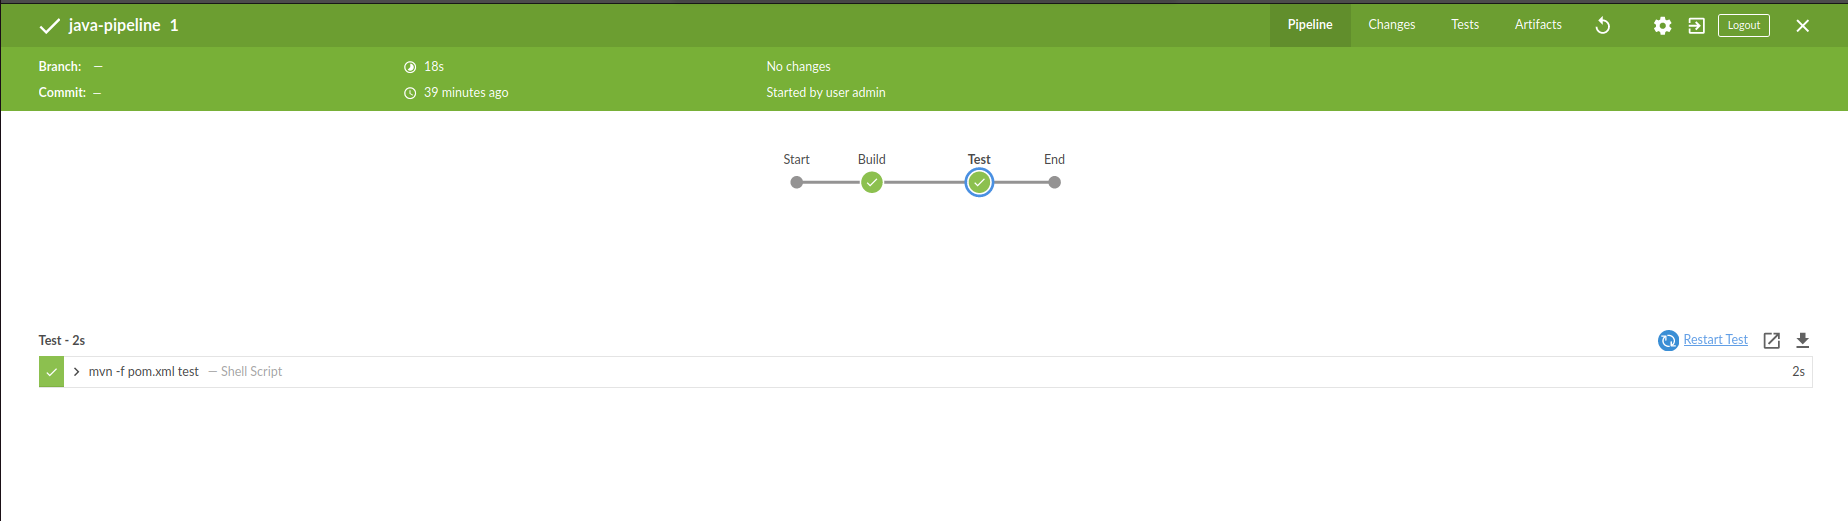 java-pipeline 1
Pipeline Changes Tests Artifacts Logout
Branch: —
18s
No changes
Commit: —
39 minutes ago
Started by user admin
Start Build Test End
Test - 2s
Restart Test
mvn -f pom.xml test — Shell Script
2s